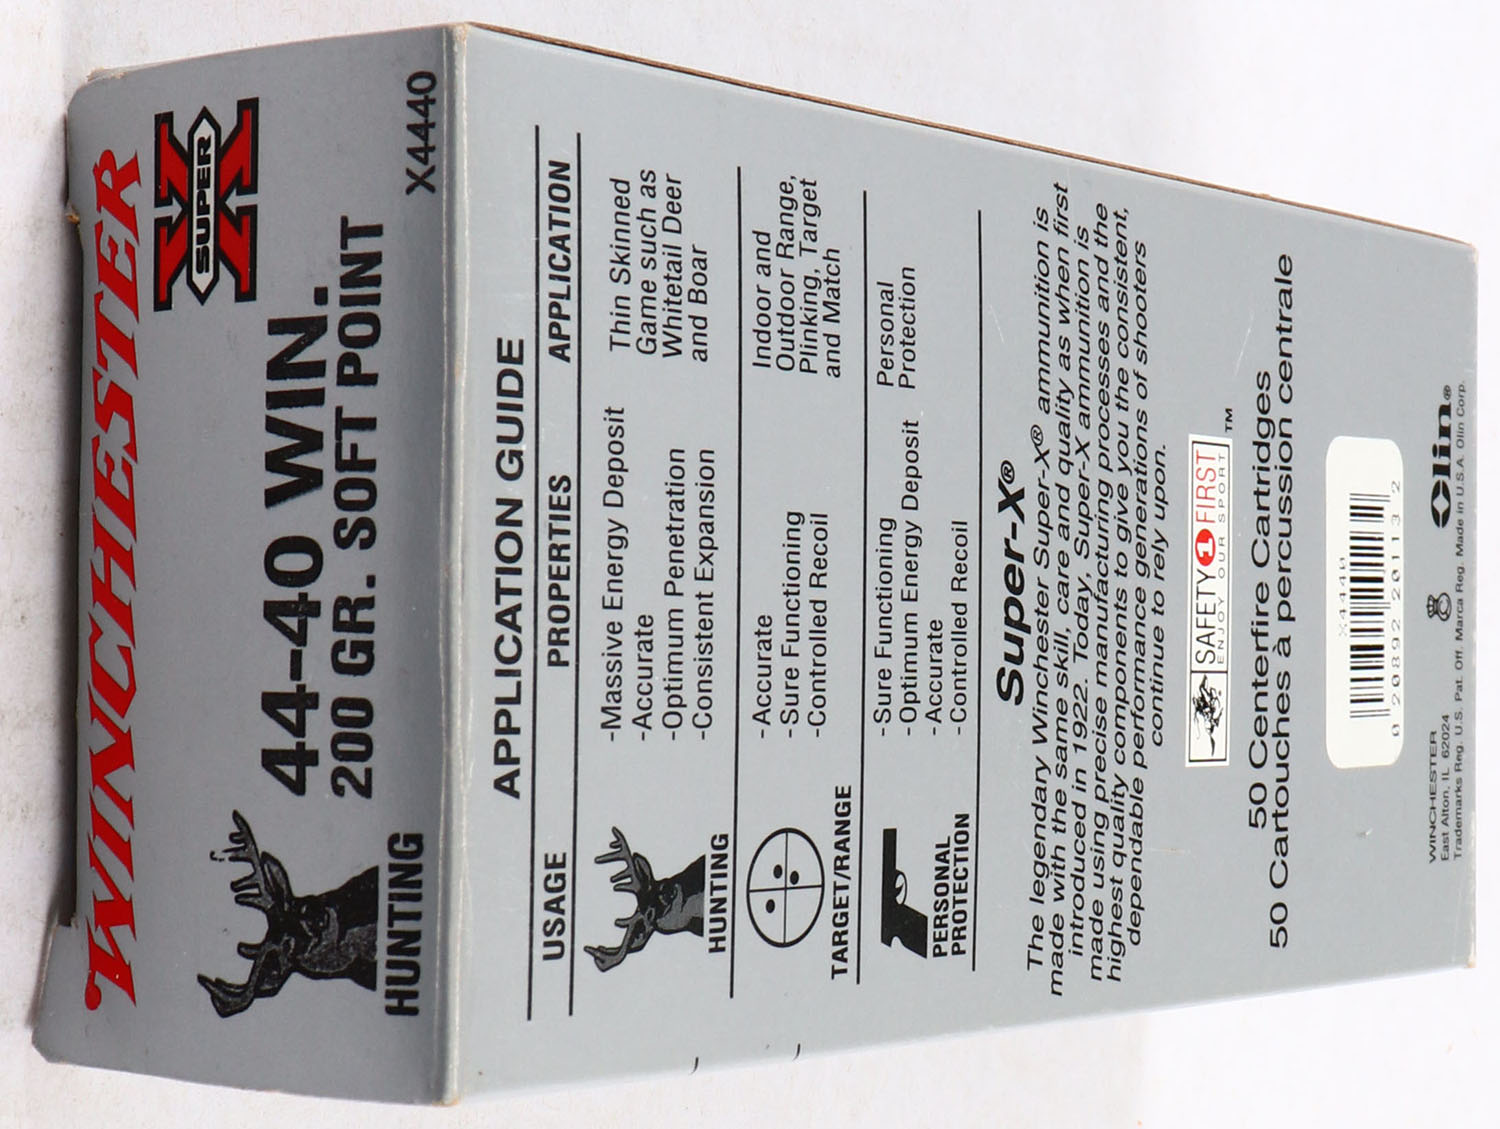 WINCHESTER
SUPER X
44-40 WIN.
200 GR. SOFT POINT
HUNTING
X4440
APPLICATION GUIDE
USAGE PROPERTIES APPLICATION
HUNTING
-Massive Energy Deposit
-Accurate
-Optimum Penetration
-Consistent Expansion
Thin Skinned
Game such as
Whitetail Deer
and Boar
TARGET/RANGE
-Accurate
-Sure Functioning
-Controlled Recoil
Indoor and
Outdoor Range,
Plinking, Target
and Match
PERSONAL
PROTECTION
-Sure Functioning
-Optimum Energy Deposit
-Accurate
-Controlled Recoil
Personal
Protection
Super-X®
The legendary Winchester Super-X® ammunition is
made with the same skill, care and quality as when first
introduced in 1922. Today, Super-X ammunition is
made using precise manufacturing processes and the
highest quality components to give you the consistent,
dependable performance generations of shooters
continue to rely upon.
SAFETY 1 FIRST ™
ENJOY OUR SPORT
50 Centerfire Cartridges
50 Cartouches à percussion centrale
X4440
0 20892 20113 2
WINCHESTER
East Alton, IL 62024
Trademarks Reg. U.S. Pat. Off. Marca Reg. Made in U.S.A. Olin Corp.
Olin®